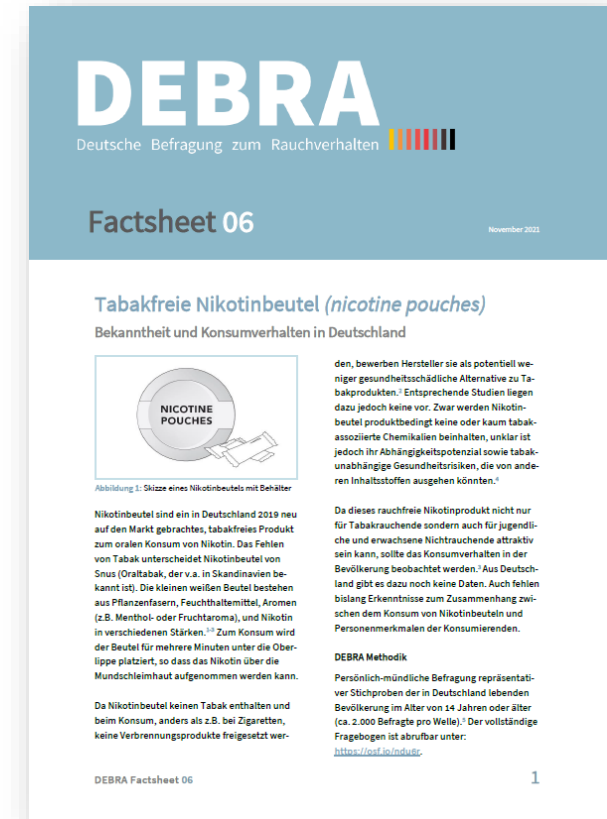 DEBRA
Deutsche Befragung zum Rauchverhalten
Factsheet 06
November 2021
Tabakfreie Nikotinbeutel (nicotine pouches)
Bekanntheit und Konsumverhalten in Deutschland
NICOTINE
POUCHES
Abbildung 1: Skizze eines Nikotinbeutels mit Behälter
Nikotinbeutel sind ein in Deutschland 2019 neu
auf den Markt gebrachtes, tabakfreies Produkt
zum oralen Konsum von Nikotin. Das Fehlen
von Tabak unterscheidet Nikotinbeutel von
Snus (Oraltabak, der v.a. in Skandinavien be-
kannt ist). Die kleinen weißen Beutel bestehen
aus Pflanzenfasern, Feuchthaltemittel, Aromen
(z.B. Menthol- oder Fruchtaroma), und Nikotin
in verschiedenen Stärken.¹⁻³ Zum Konsum wird
der Beutel für mehrere Minuten unter die Ober-
lippe platziert, so dass das Nikotin über die
Mundschleimhaut aufgenommen werden kann.
Da Nikotinbeutel keinen Tabak enthalten und
beim Konsum, anders als z.B. bei Zigaretten,
keine Verbrennungsprodukte freigesetzt wer-
den, bewerben Hersteller sie als potentiell we-
niger gesundheitsschädliche Alternative zu Ta-
bakprodukten.² Entsprechende Studien liegen
dazu jedoch keine vor. Zwar werden Nikotin-
beutel produktbedingt keine oder kaum tabak-
assoziierte Chemikalien beinhalten, unklar ist
jedoch ihr Abhängigkeitspotenzial sowie tabak-
unabhängige Gesundheitsrisiken, die von ande-
ren Inhaltsstoffen ausgehen könnten.⁴
Da dieses rauchfreie Nikotinprodukt nicht nur
für Tabakrauchende sondern auch für jugendli-
che und erwachsene Nichtrauchende attraktiv
sein kann, sollte das Konsumverhalten in der
Bevölkerung beobachtet werden.³ Aus Deutsch-
land gibt es dazu noch keine Daten. Auch fehlen
bislang Erkenntnisse zum Zusammenhang zwi-
schen dem Konsum von Nikotinbeuteln und
Personenmerkmalen der Konsumierenden.
DEBRA Methodik
Persönlich-mündliche Befragung repräsentati-
ver Stichproben der in Deutschland lebenden
Bevölkerung im Alter von 14 Jahren oder älter
(ca. 2.000 Befragte pro Welle).⁵ Der vollständige
Fragebogen ist abrufbar unter:
https://osf.io/ndu6r.
DEBRA Factsheet 06
1